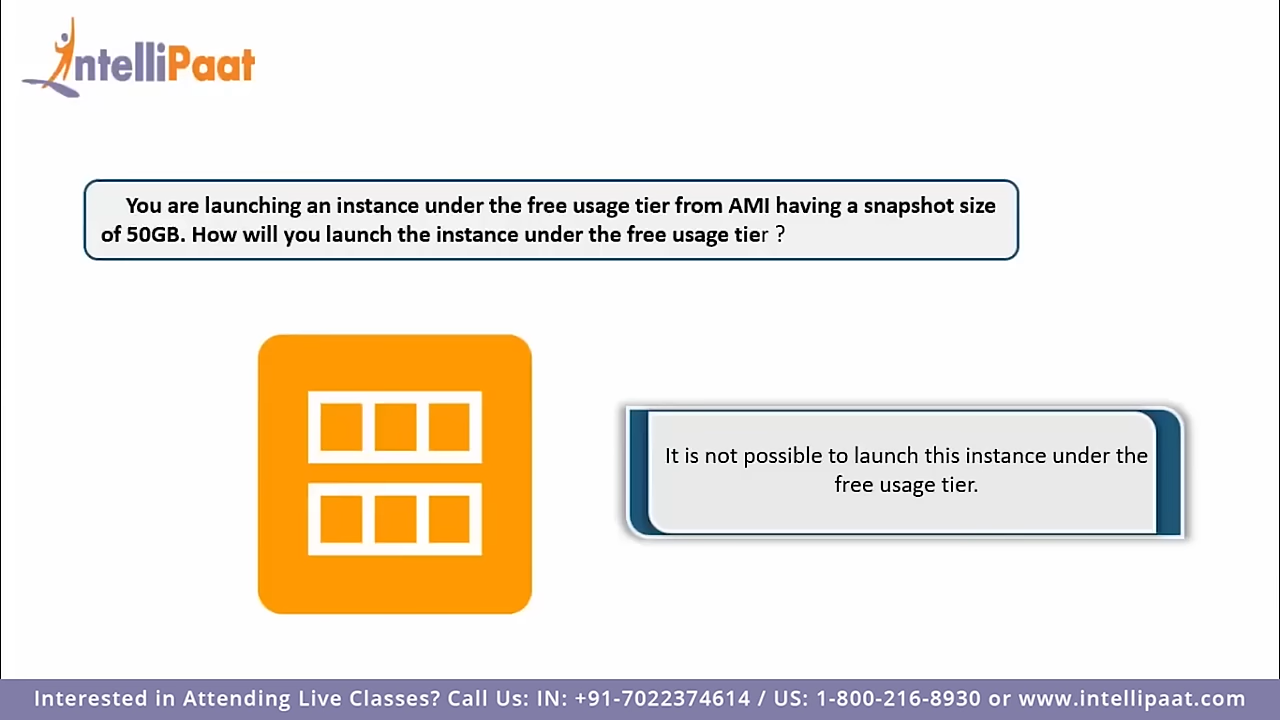 IntelliPaat
You are launching an instance under the free usage tier from AMI having a snapshot size
of 50GB. How will you launch the instance under the free usage tier ?
It is not possible to launch this instance under the
free usage tier.
Interested in Attending Live Classes? Call Us: IN: +91-7022374614 / US: 1-800-216-8930 or www.intellipaat.com